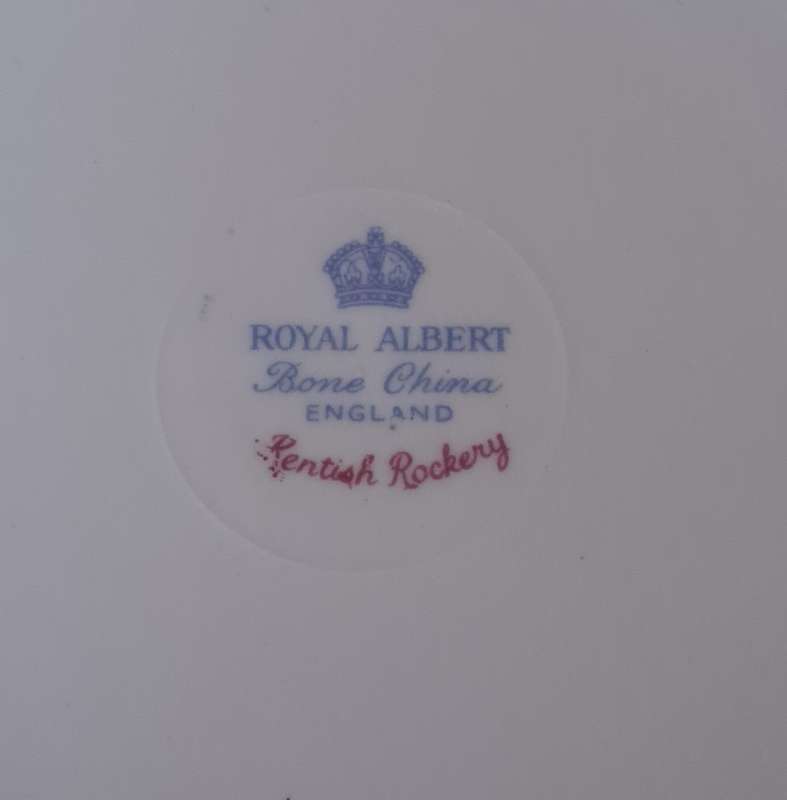 ROYAL ALBERT
Bone China
ENGLAND
Kentish Rockery